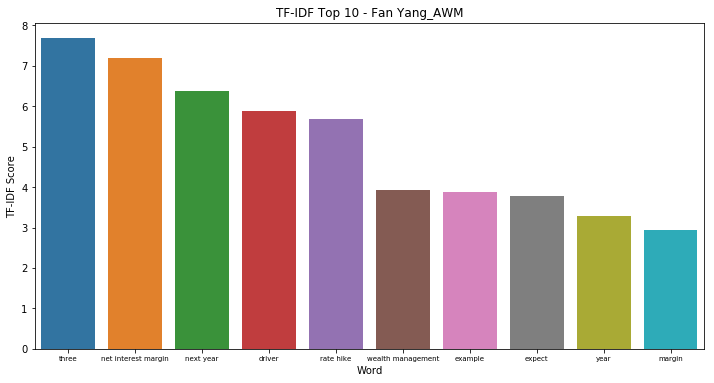 TF-IDF Top 10 - Fan Yang_AWM
TF-IDF Score
8
7
6
5
4
3
2
1
0
three net interest margin next year driver rate hike wealth management example expect year margin
Word